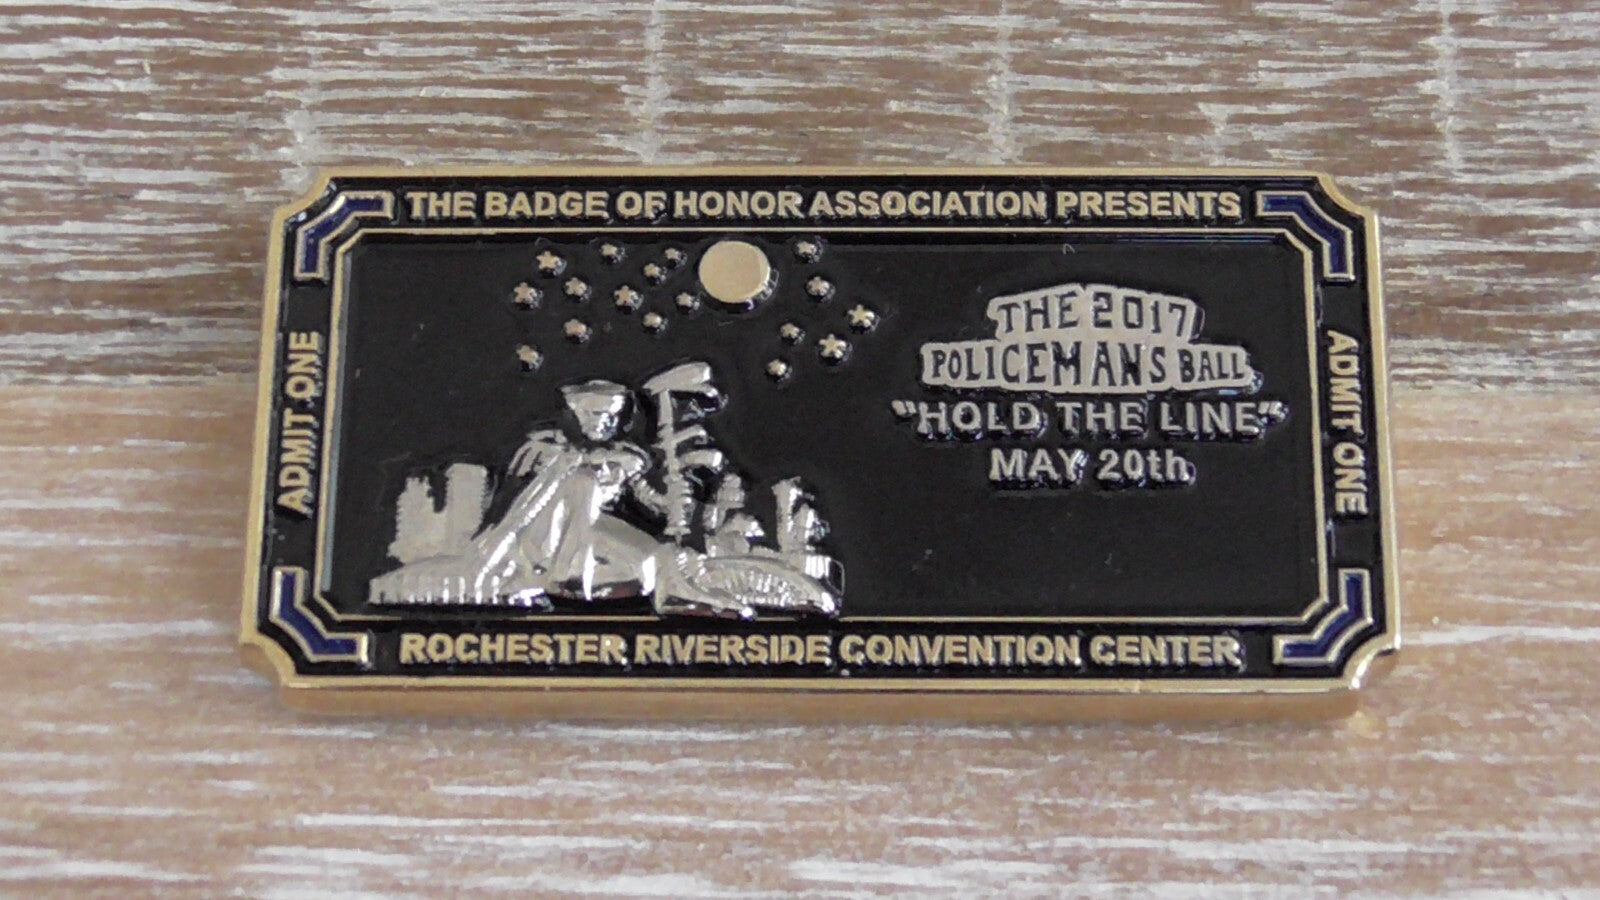 THE BADGE OF HONOR ASSOCIATION PRESENTS
ADMIT ONE
THE 2017
POLICEMANS BALL
"HOLD THE LINE"
MAY 20th
ADMIT ONE
ROCHESTER RIVERSIDE CONVENTION CENTER